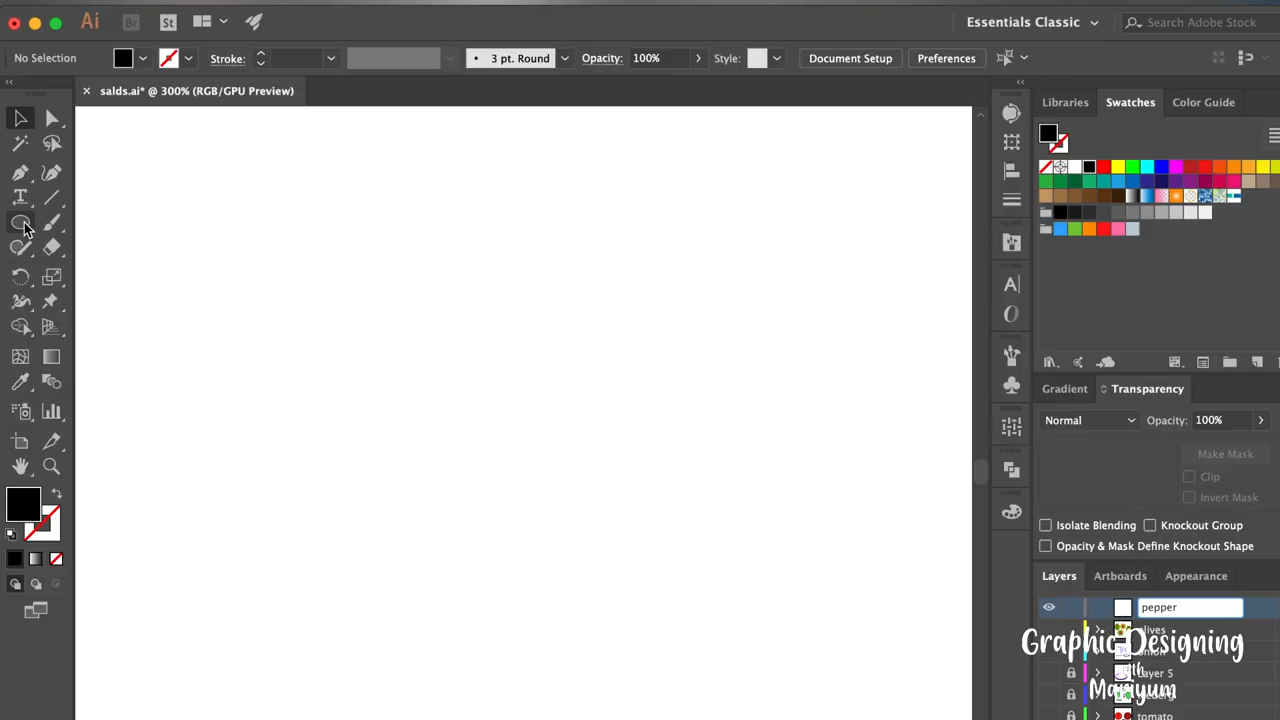 Ai Br St Essentials Classic Search Adobe Stock
No Selection Stroke: 3 pt. Round Opacity: 100% Style: Document Setup Preferences
salds.ai* @ 300% (RGB/GPU Preview)
Libraries Swatches Color Guide
Gradient Transparency
Normal Opacity: 100%
Make Mask
Clip
Invert Mask
Isolate Blending Knockout Group
Opacity & Mask Define Knockout Shape
Layers Artboards Appearance
pepper
olives
Graphic Designing
with
Layer 5
Mariyum
tomato